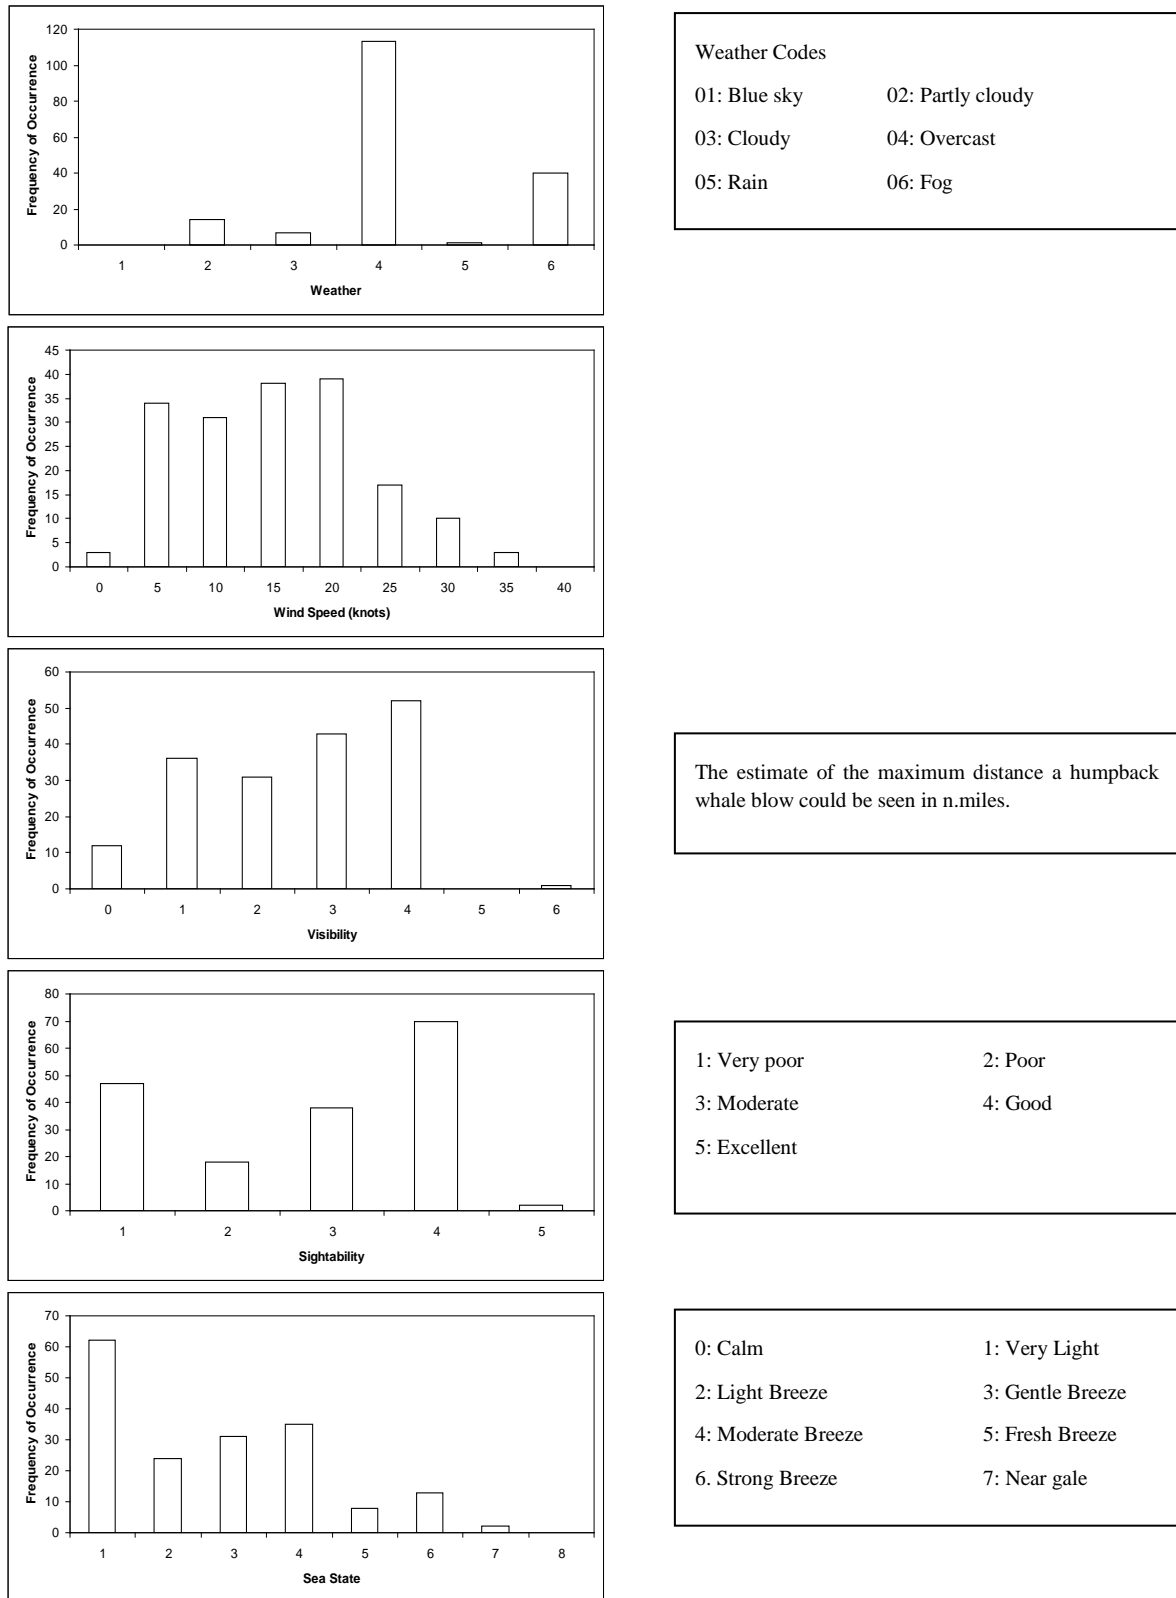 120
100
80
60
40
20
0
Frequency of Occurrence
1 2 3 4 5 6
Weather
Weather Codes
01: Blue sky 02: Partly cloudy
03: Cloudy 04: Overcast
05: Rain 06: Fog
45
40
35
30
25
20
15
10
5
0
Frequency of Occurrence
0 5 10 15 20 25 30 35 40
Wind Speed (knots)
60
50
40
30
20
10
0
Frequency of Occurrence
0 1 2 3 4 5 6
Visibility
The estimate of the maximum distance a humpback
whale blow could be seen in n.miles.
80
70
60
50
40
30
20
10
0
Frequency of Occurrence
1 2 3 4 5
Sightability
1: Very poor 2: Poor
3: Moderate 4: Good
5: Excellent
70
60
50
40
30
20
10
0
Frequency of Occurrence
1 2 3 4 5 6 7 8
Sea State
0: Calm 1: Very Light
2: Light Breeze 3: Gentle Breeze
4: Moderate Breeze 5: Fresh Breeze
6. Strong Breeze 7: Near gale